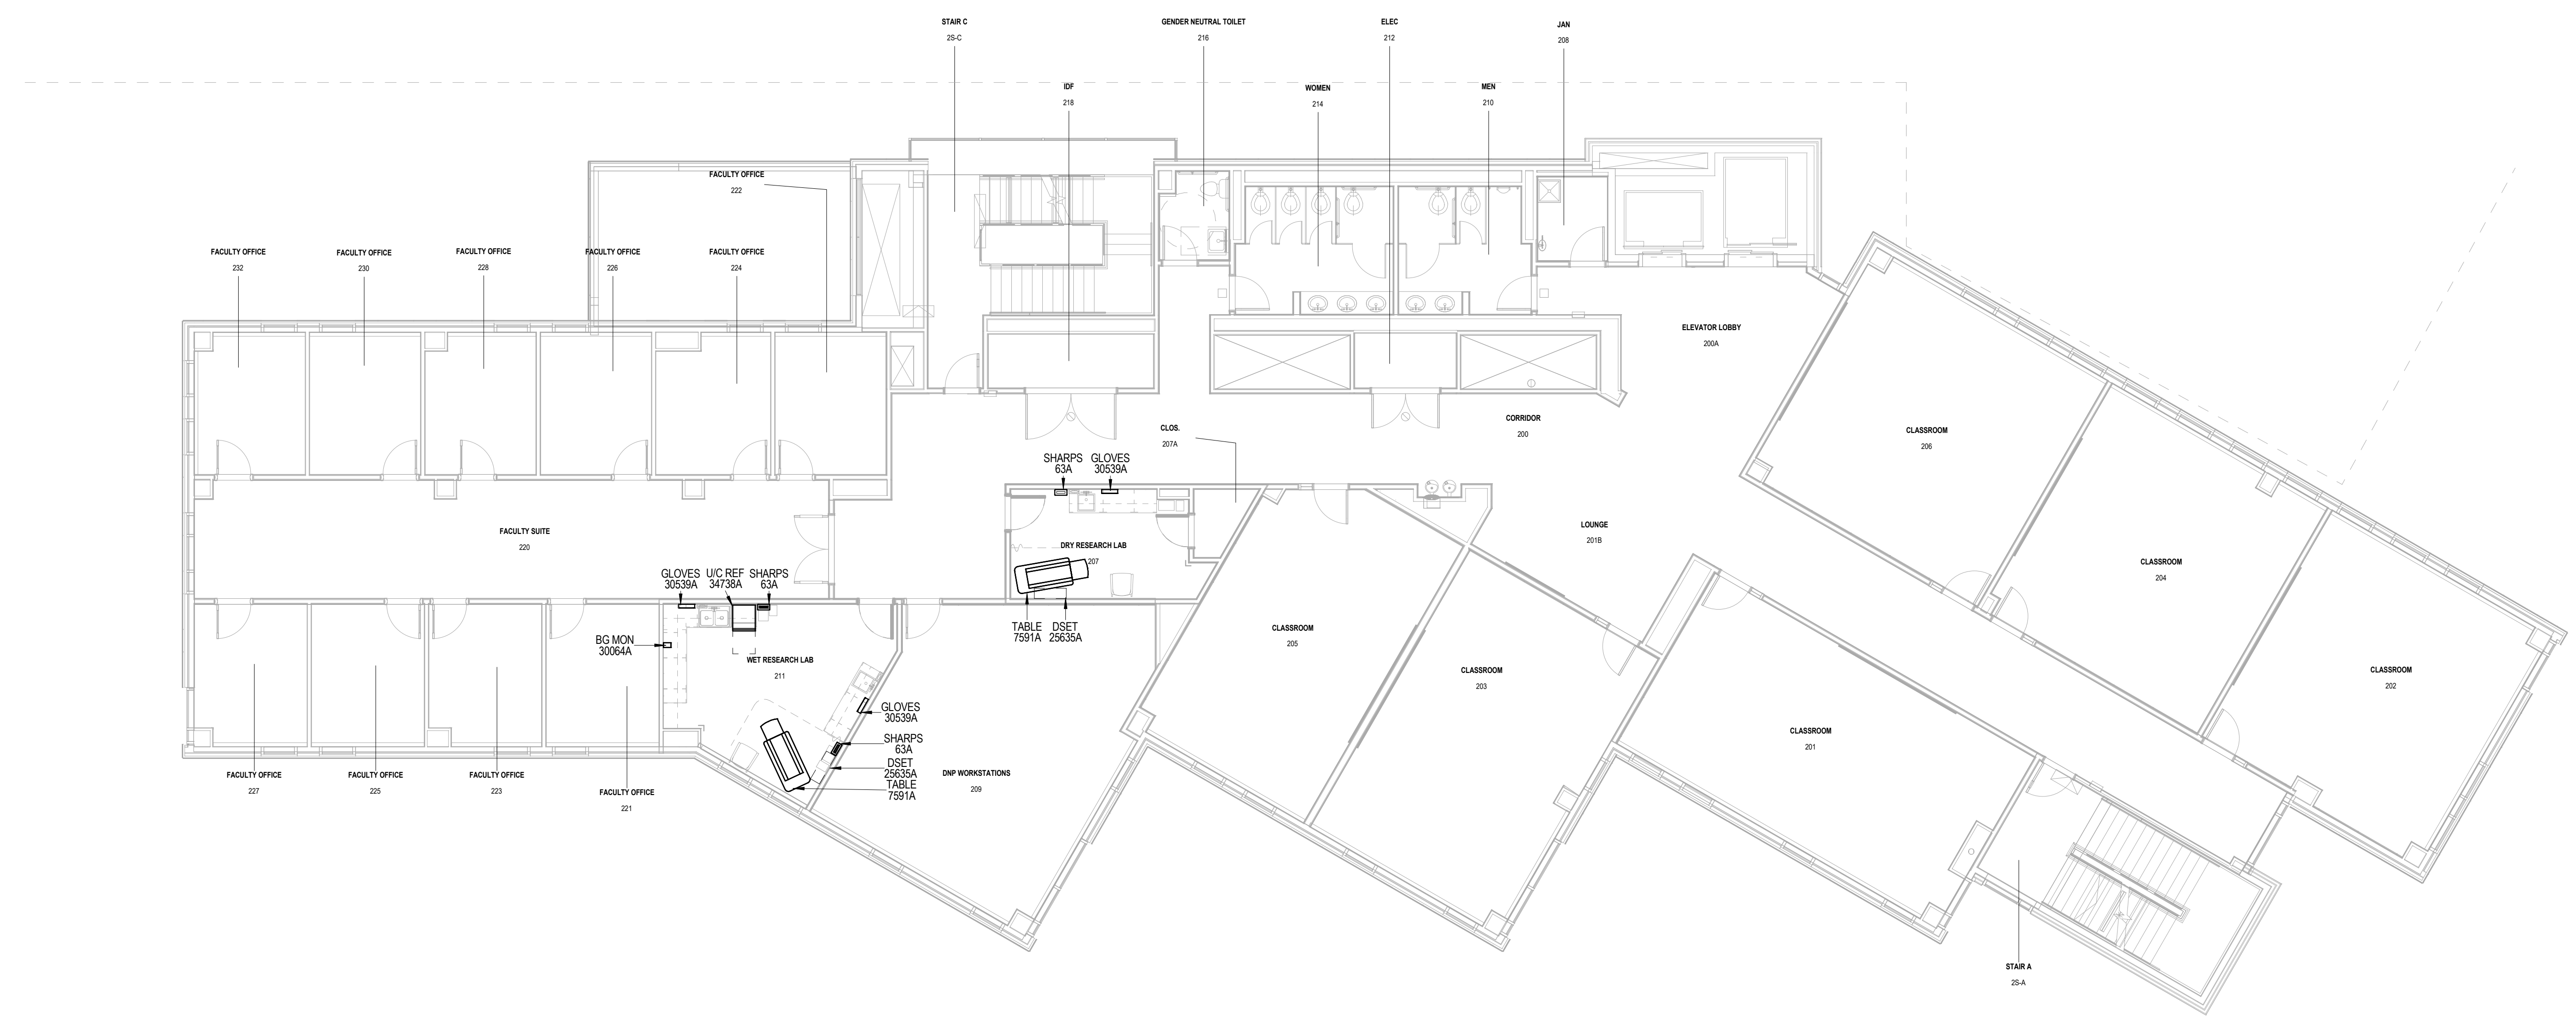 STAIR C
2S-C
GENDER NEUTRAL TOILET
216
ELEC
212
JAN
208
IDF
218
WOMEN
214
MEN
210
FACULTY OFFICE
222
FACULTY OFFICE
232
FACULTY OFFICE
230
FACULTY OFFICE
228
FACULTY OFFICE
226
FACULTY OFFICE
224
ELEVATOR LOBBY
200A
CORRIDOR
200
CLOS.
207A
CLASSROOM
206
SHARPS
63A
GLOVES
30539A
FACULTY SUITE
220
LOUNGE
201B
DRY RESEARCH LAB
207
CLASSROOM
204
GLOVES
30539A
U/C REF
34738A
SHARPS
63A
TABLE
7591A
DSET
25635A
CLASSROOM
205
BG MON
30064A
WET RESEARCH LAB
211
CLASSROOM
203
CLASSROOM
202
GLOVES
30539A
SHARPS
63A
DSET
25635A
TABLE
7591A
CLASSROOM
201
DNP WORKSTATIONS
209
FACULTY OFFICE
227
FACULTY OFFICE
225
FACULTY OFFICE
223
FACULTY OFFICE
221
STAIR A
2S-A